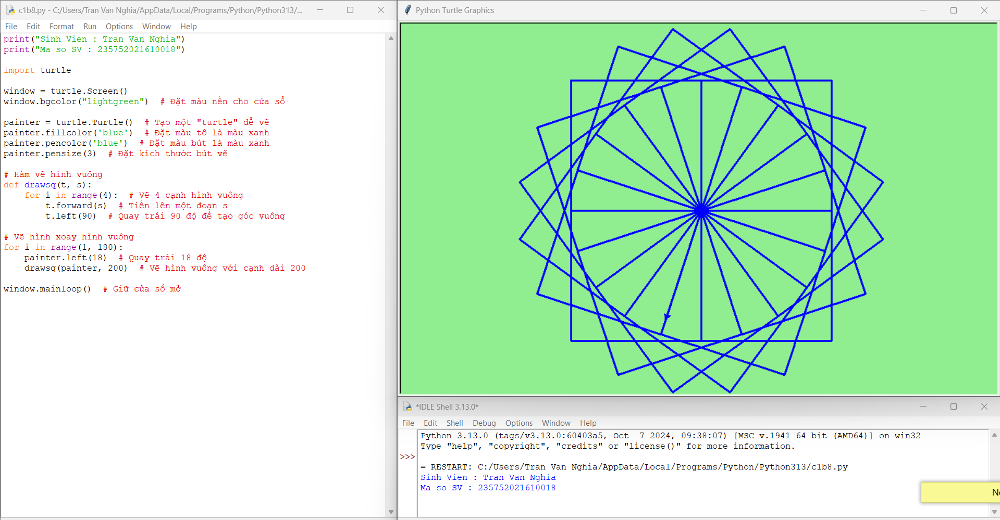 c1b8.py - C:/Users/Tran Van Nghia/AppData/Local/Programs/Python/Python313/...
File Edit Format Run Options Window Help
print("Sinh Vien : Tran Van Nghia")
print("Ma so SV : 235752021610018")
import turtle
window = turtle.Screen()
window.bgcolor("lightgreen")  # Đặt màu nền cho cửa sổ
painter = turtle.Turtle()  # Tạo một "turtle" để vẽ
painter.fillcolor('blue')  # Đặt màu tô là màu xanh
painter.pencolor('blue')  # Đặt màu bút là màu xanh
painter.pensize(3)  # Đặt kích thước bút vẽ
# Hàm vẽ hình vuông
def drawsq(t, s):
    for i in range(4):  # Vẽ 4 cạnh hình vuông
        t.forward(s)  # Tiến lên một đoạn s
        t.left(90)  # Quay trái 90 độ để tạo góc vuông
# Vẽ hình xoay hình vuông
for i in range(1, 180):
    painter.left(18)  # Quay trái 18 độ
    drawsq(painter, 200)  # Vẽ hình vuông với cạnh dài 200
window.mainloop()  # Giữ cửa sổ mở
Python Turtle Graphics
*IDLE Shell 3.13.0*
File Edit Shell Debug Options Window Help
Python 3.13.0 (tags/v3.13.0:60403a5, Oct  7 2024, 09:38:07) [MSC v.1941 64 bit (AMD64)] on win32
Type "help", "copyright", "credits" or "license()" for more information.
>>>
= RESTART: C:/Users/Tran Van Nghia/AppData/Local/Programs/Python/Python313/c1b8.py
Sinh Vien : Tran Van Nghia
Ma so SV : 235752021610018